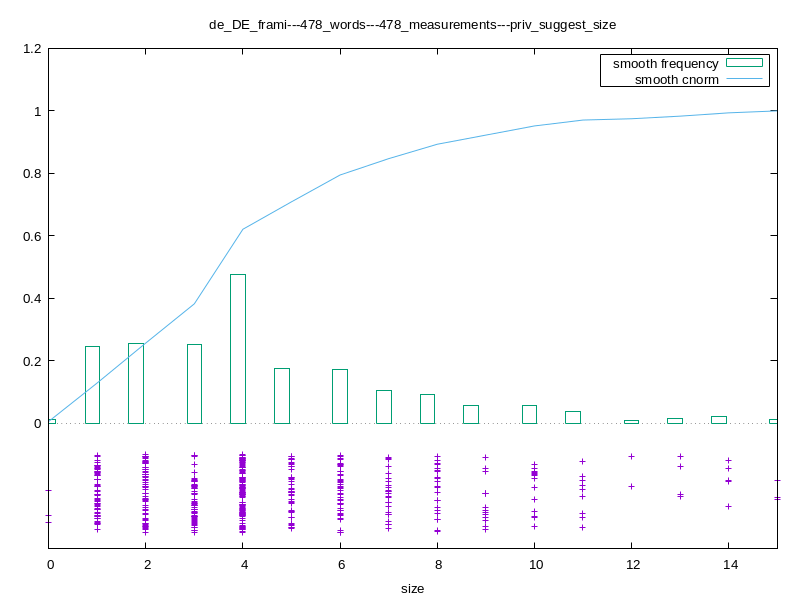 de_DE_frami---478_words---478_measurements---priv_suggest_size
1.2
smooth frequency
smooth cnorm
1
0.8
0.6
0.4
0.2
0
0 2 4 6 8 10 12 14
size